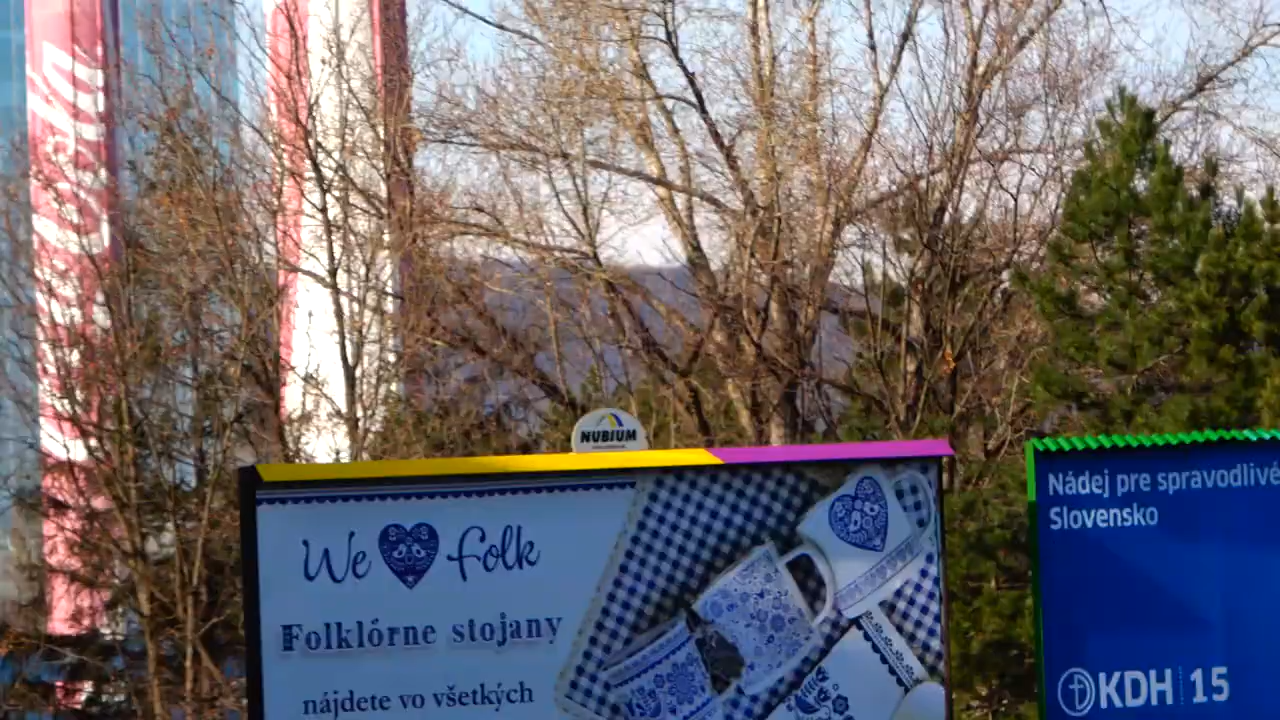 NUBIUM
We folk
Folklórne stojany
nájdete vo všetkých
Nádej pre spravodlivé
Slovensko
KDH 15